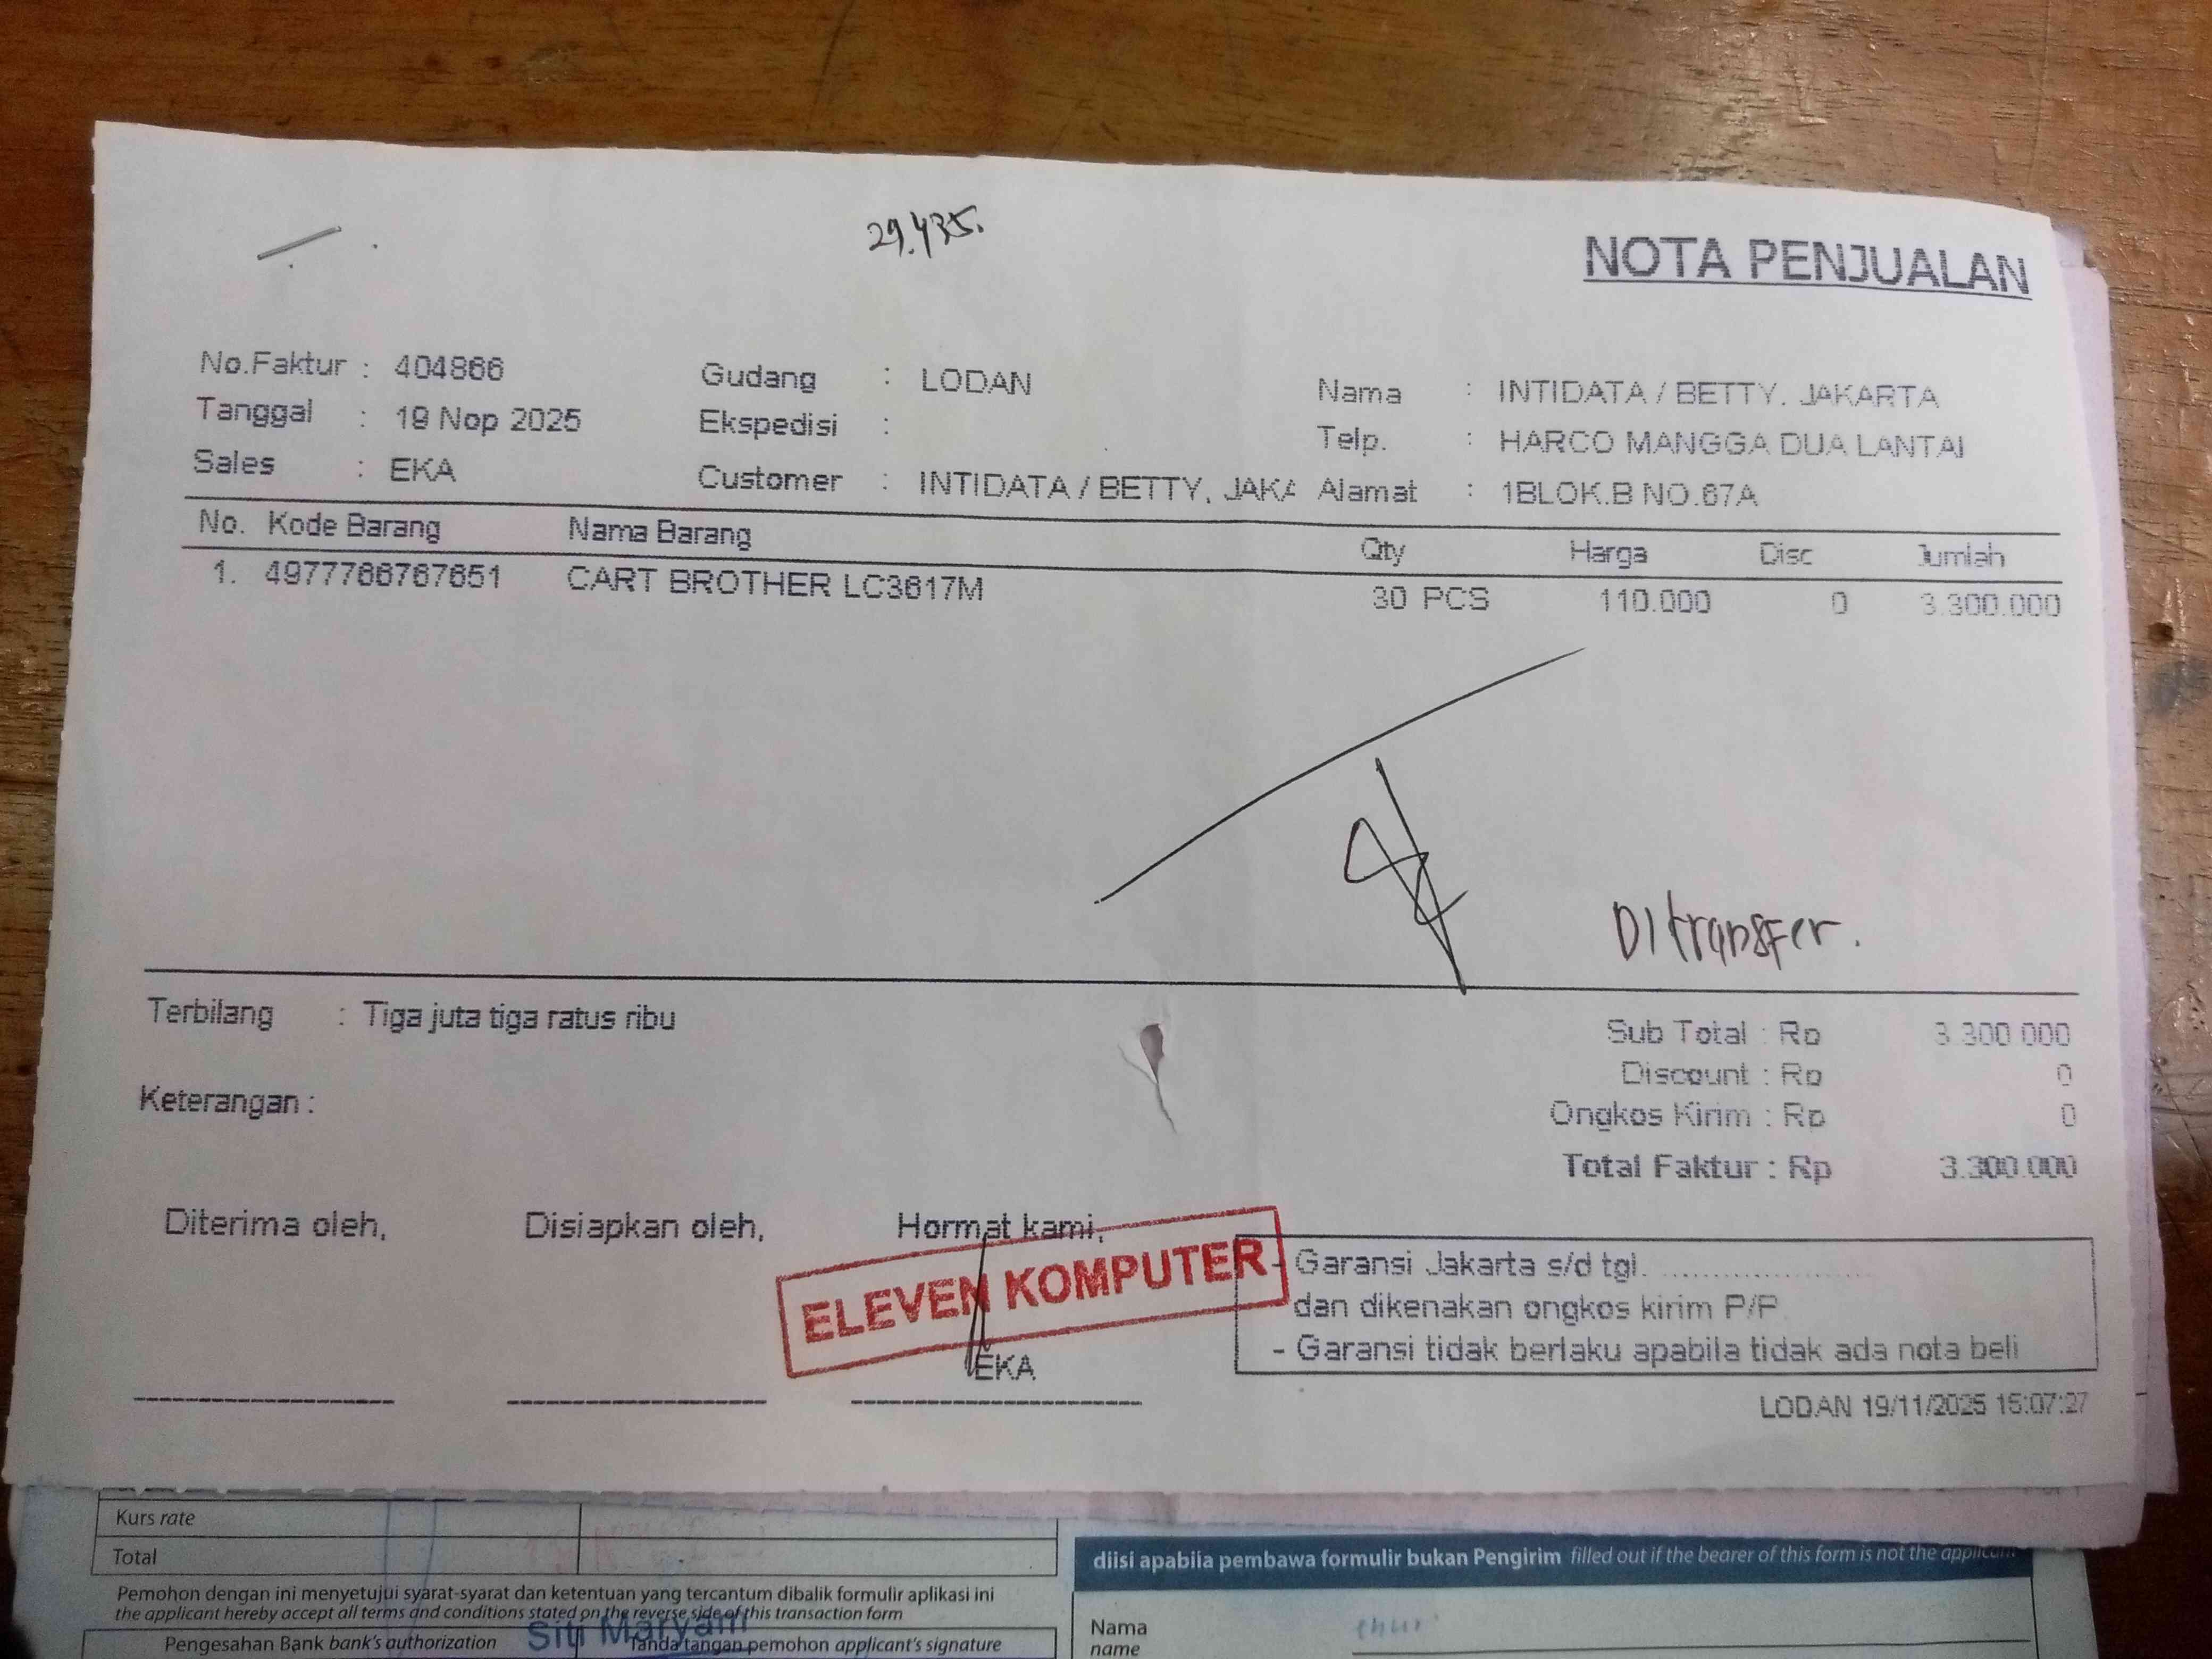 29.435.
NOTA PENJUALAN
No.Faktur : 404866
Tanggal : 19 Nop 2025
Sales : EKA
Gudang : LODAN
Ekspedisi :
Customer : INTIDATA / BETTY, JAKA
Nama : INTIDATA / BETTY. JAKARTA
Telp. : HARCO MANGGA DUA LANTAI
Alamat : 1BLOK.B NO.67A
No. Kode Barang Nama Barang Qty Harga Disc Jumlah
1. 4977766767651 CART BROTHER LC3617M 30 PCS 110.000 0 3.300.000
Ditransfer.
Terbilang : Tiga juta tiga ratus ribu
Keterangan :
Sub Total : Rp 3.300.000
Discount : Rp 0
Ongkos Kirim : Rp 0
Total Faktur : Rp 3.300.000
Diterima oleh, Disiapkan oleh, Hormat kami,
ELEVEN KOMPUTER
EKA
- Garansi Jakarta s/d tgl. ......................
dan dikenakan ongkos kirim P/P
- Garansi tidak berlaku apabila tidak ada nota beli
LODAN 19/11/2025 15:07:27
Kurs rate
Total
Pemohon dengan ini menyetujui syarat-syarat dan ketentuan yang tercantum dibalik formulir aplikasi ini
the applicant hereby accept all terms and conditions stated on the reverse side of this transaction form
Pengesahan Bank bank's authorization
Siti Maryam
Tanda tangan pemohon applicant's signature
diisi apabila pembawa formulir bukan Pengirim filled out if the bearer of this form is not the applicant
Nama
name